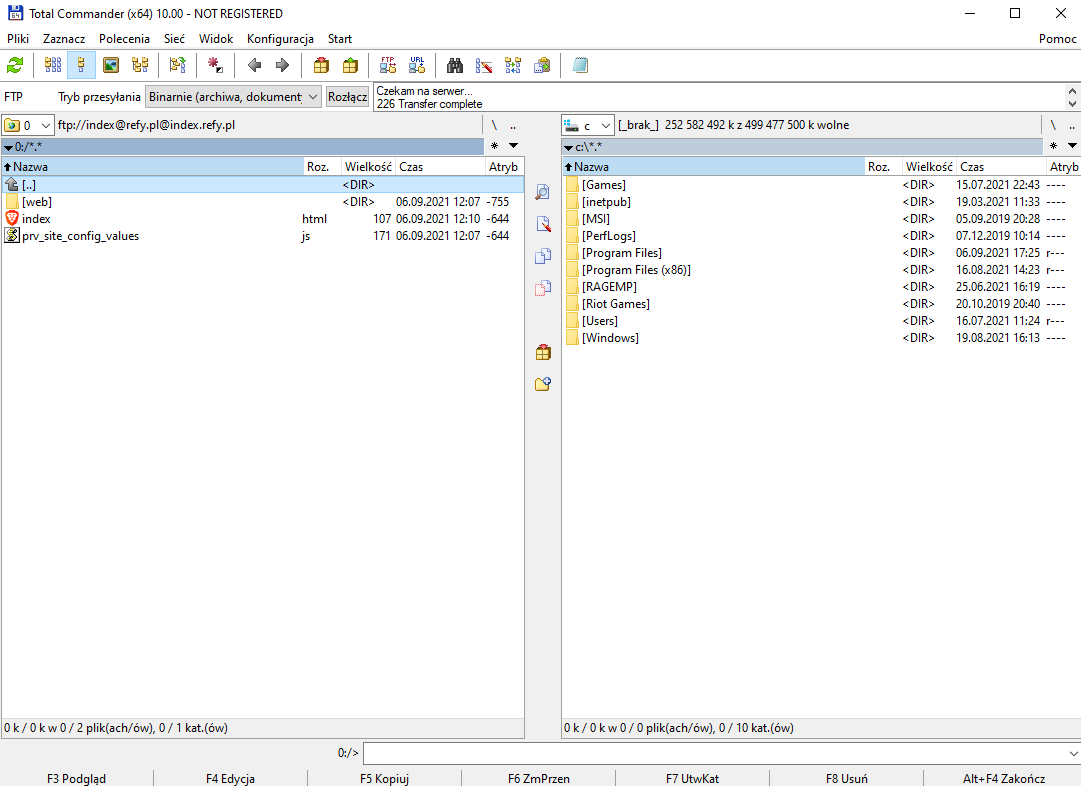 Total Commander (x64) 10.00 - NOT REGISTERED
Pliki Zaznacz Polecenia Sieć Widok Konfiguracja Start Pomoc
FTP URL
FTP Tryb przesyłania Binarnie (archiwa, dokument Rozłącz Czekam na serwer...
226 Transfer complete
0 ftp://index@refy.pl@index.refy.pl \ ..
0:/*.* * 
Nazwa Roz. Wielkość Czas Atryb
[..] <DIR>
[web] <DIR> 06.09.2021 12:07 -755
index html 107 06.09.2021 12:10 -644
prv_site_config_values js 171 06.09.2021 12:07 -644
0 k / 0 k w 0 / 2 plik(ach/ów), 0 / 1 kat.(ów)
c [_brak_] 252 582 492 k z 499 477 500 k wolne \ ..
c:\*.* *
Nazwa Roz. Wielkość Czas Atryb
[Games] <DIR> 15.07.2021 22:43 ----
[inetpub] <DIR> 19.03.2021 11:33 ----
[MSI] <DIR> 05.09.2019 20:28 ----
[PerfLogs] <DIR> 07.12.2019 10:14 ----
[Program Files] <DIR> 06.09.2021 17:25 r---
[Program Files (x86)] <DIR> 16.08.2021 14:23 r---
[RAGEMP] <DIR> 25.06.2021 16:19 ----
[Riot Games] <DIR> 20.10.2019 20:40 ----
[Users] <DIR> 16.07.2021 11:24 r---
[Windows] <DIR> 19.08.2021 16:13 ----
0 k / 0 k w 0 / 0 plik(ach/ów), 0 / 10 kat.(ów)
0:/>
F3 Podgląd F4 Edycja F5 Kopiuj F6 ZmPrzen F7 UtwKat F8 Usuń Alt+F4 Zakończ